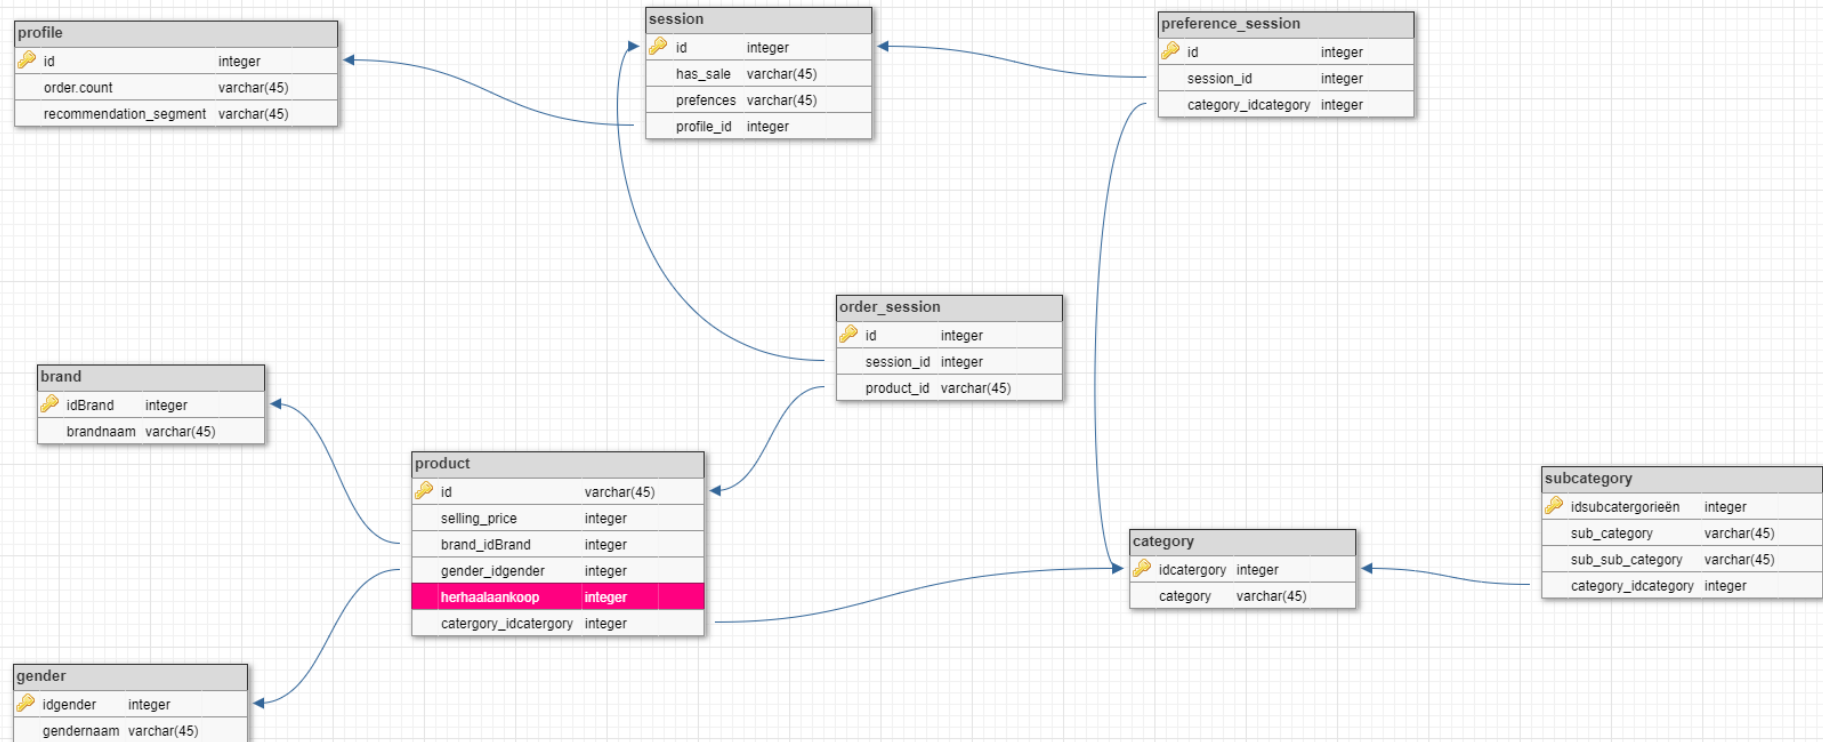 profile
id integer
order.count varchar(45)
recommendation_segment varchar(45)
session
id integer
has_sale varchar(45)
prefences varchar(45)
profile_id integer
preference_session
id integer
session_id integer
category_idcategory integer
order_session
id integer
session_id integer
product_id varchar(45)
brand
idBrand integer
brandnaam varchar(45)
product
id varchar(45)
selling_price integer
brand_idBrand integer
gender_idgender integer
herhaalaankoop integer
catergory_idcatergory integer
category
idcatergory integer
category varchar(45)
subcategory
idsubcatergorieën integer
sub_category varchar(45)
sub_sub_category varchar(45)
category_idcategory integer
gender
idgender integer
gendernaam varchar(45)